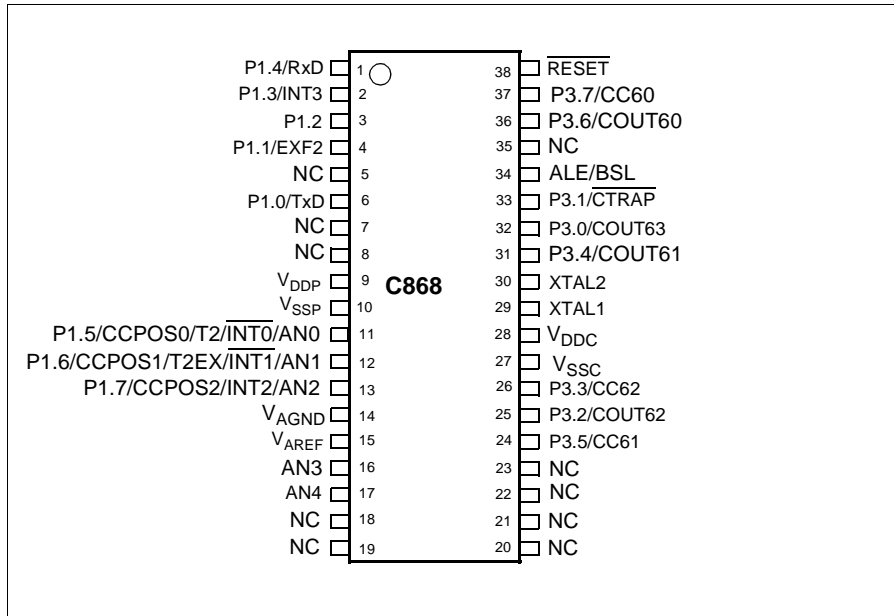 P1.4/RxD 1
P1.3/INT3 2
P1.2 3
P1.1/EXF2 4
NC 5
P1.0/TxD 6
NC 7
NC 8
VDDP 9
VSSP 10
P1.5/CCPOS0/T2/INT0/AN0 11
P1.6/CCPOS1/T2EX/INT1/AN1 12
P1.7/CCPOS2/INT2/AN2 13
VAGND 14
VAREF 15
AN3 16
AN4 17
NC 18
NC 19
C868
38 RESET
37 P3.7/CC60
36 P3.6/COUT60
35 NC
34 ALE/BSL
33 P3.1/CTRAP
32 P3.0/COUT63
31 P3.4/COUT61
30 XTAL2
29 XTAL1
28 VDDC
27 VSSC
26 P3.3/CC62
25 P3.2/COUT62
24 P3.5/CC61
23 NC
22 NC
21 NC
20 NC